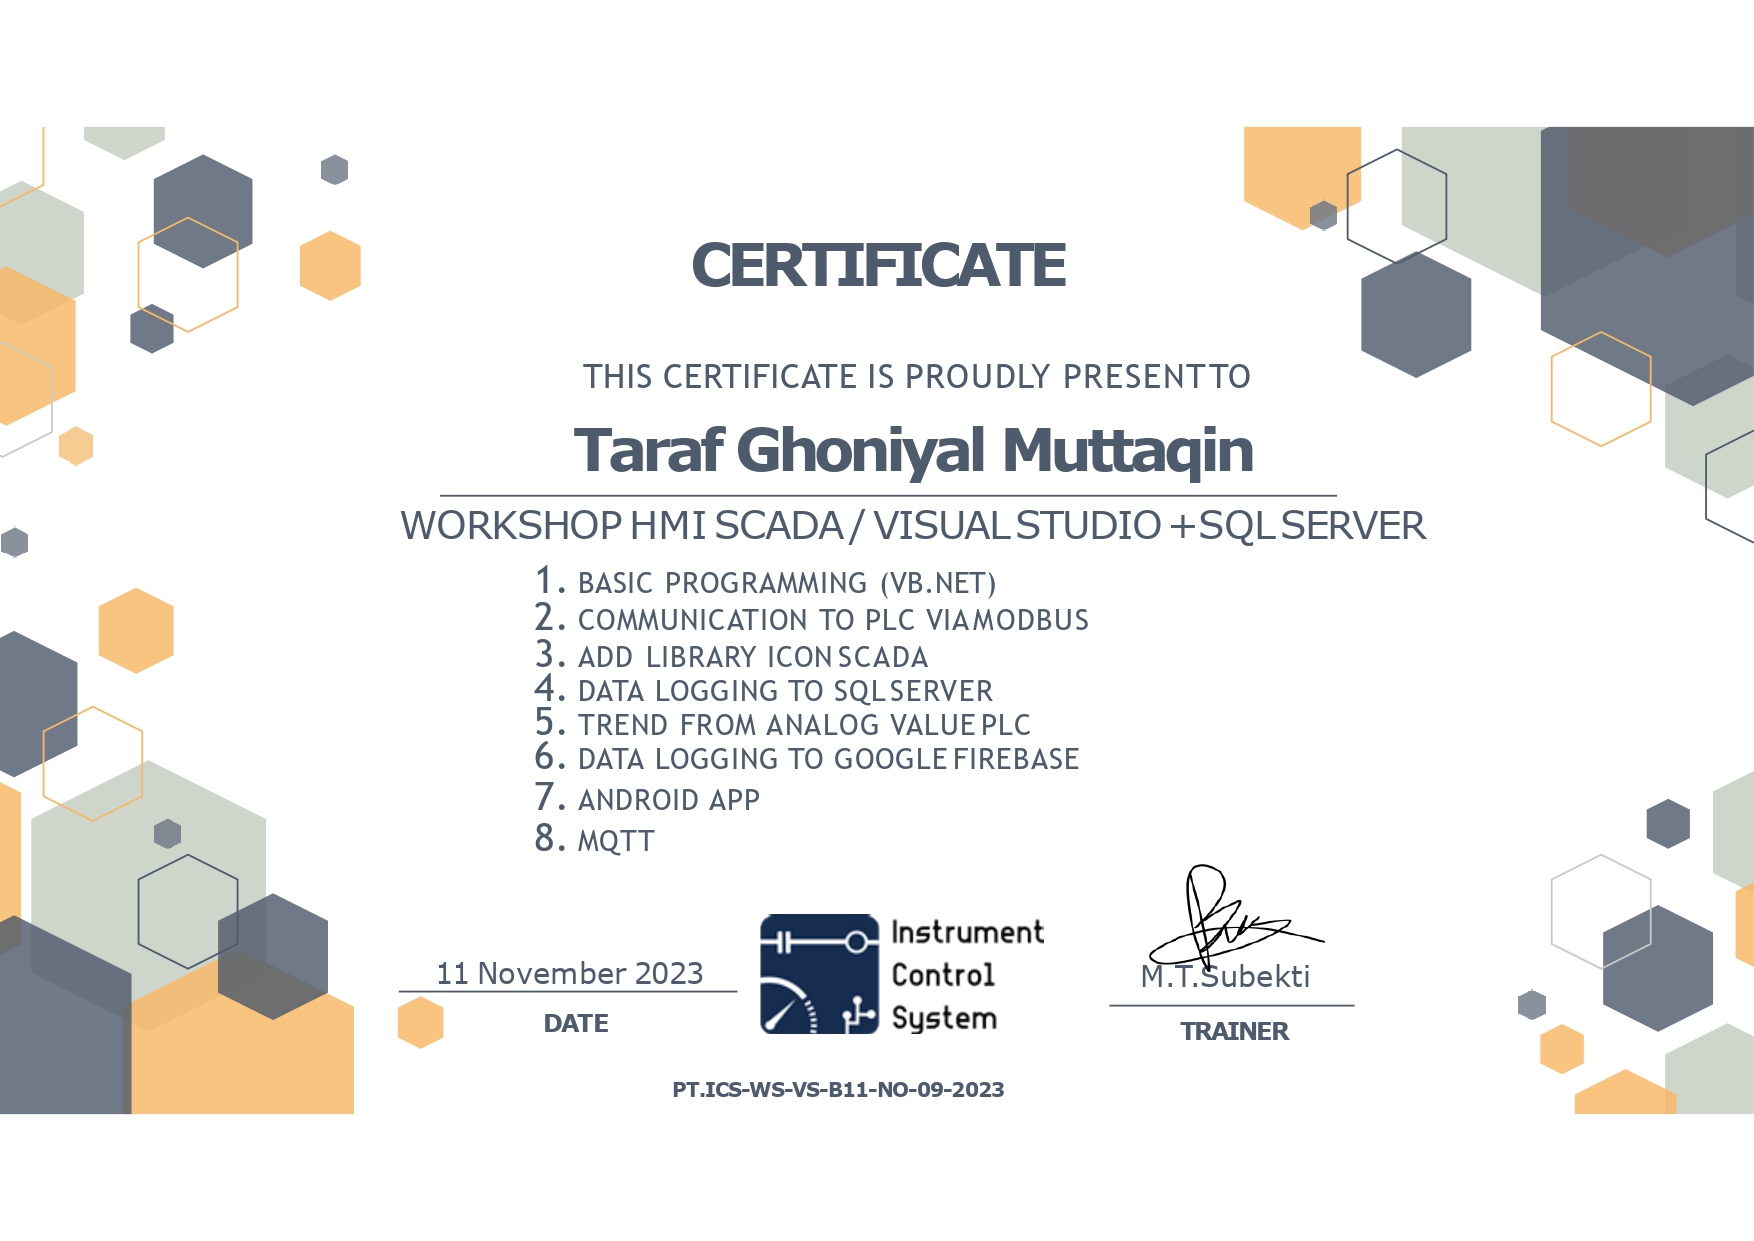 CERTIFICATE
THIS CERTIFICATE IS PROUDLY PRESENT TO
Taraf Ghoniyal Muttaqin
WORKSHOP HMI SCADA / VISUAL STUDIO + SQL SERVER
1. BASIC PROGRAMMING (VB.NET)
2. COMMUNICATION TO PLC VIA MODBUS
3. ADD LIBRARY ICON SCADA
4. DATA LOGGING TO SQL SERVER
5. TREND FROM ANALOG VALUE PLC
6. DATA LOGGING TO GOOGLE FIREBASE
7. ANDROID APP
8. MQTT
Instrument
Control
System
11 November 2023
DATE
M.T.Subekti
TRAINER
PT.ICS-WS-VS-B11-NO-09-2023